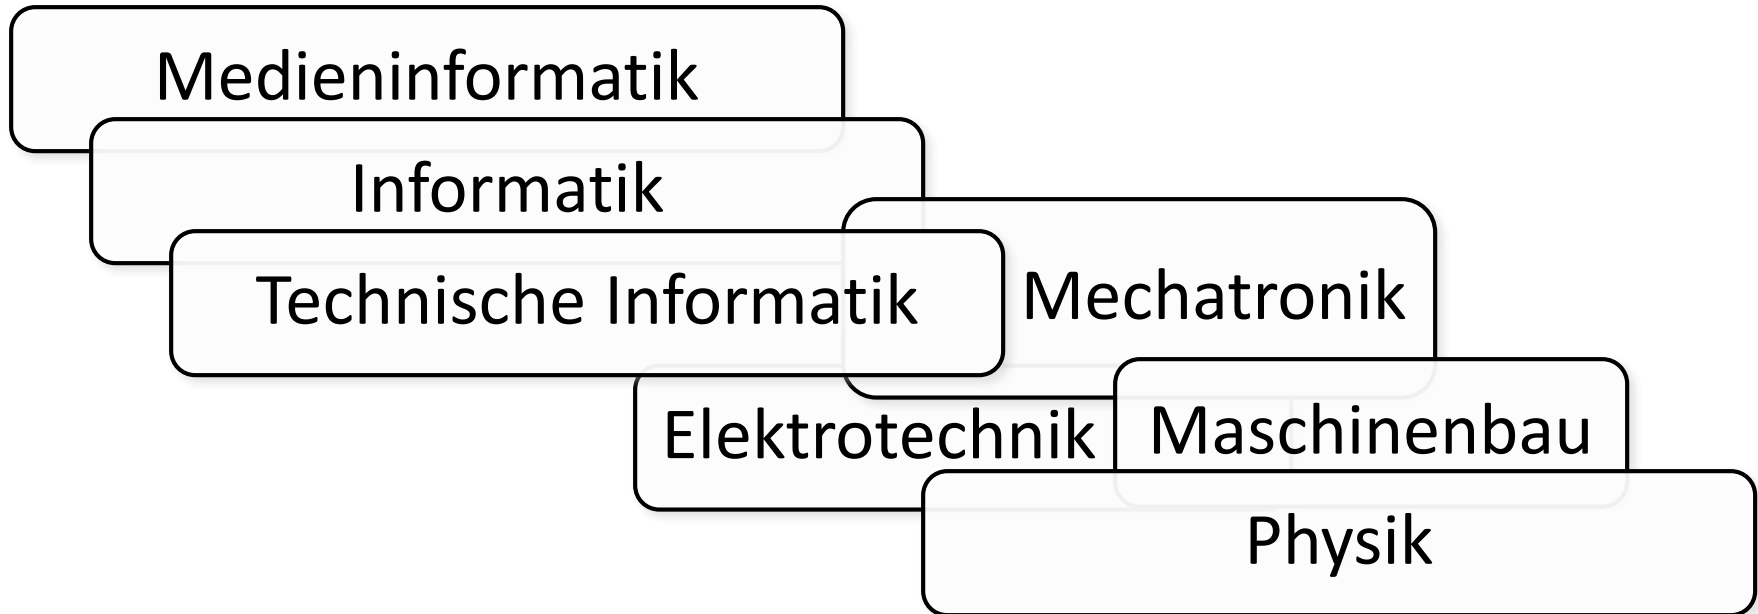 Medieninformatik
Informatik
Technische Informatik
Mechatronik
Elektrotechnik
Maschinenbau
Physik